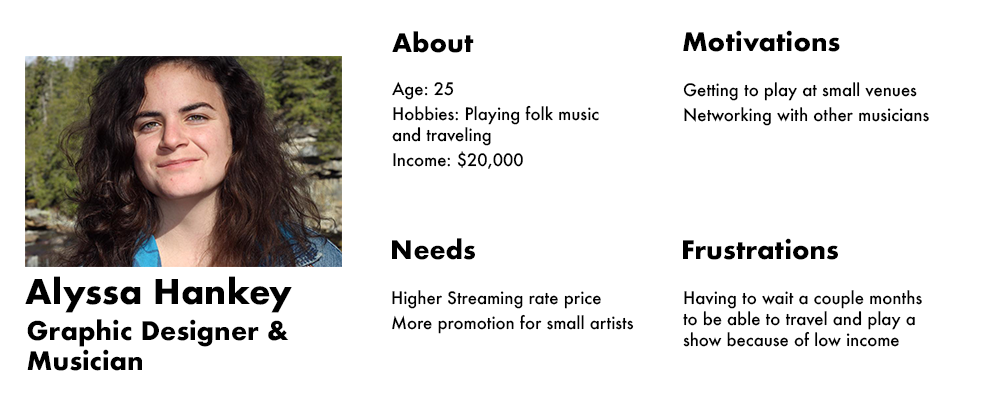 About
Age: 25
Hobbies: Playing folk music
and traveling
Income: $20,000
Motivations
Getting to play at small venues
Networking with other musicians
Alyssa Hankey
Graphic Designer &
Musician
Needs
Higher Streaming rate price
More promotion for small artists
Frustrations
Having to wait a couple months
to be able to travel and play a
show because of low income